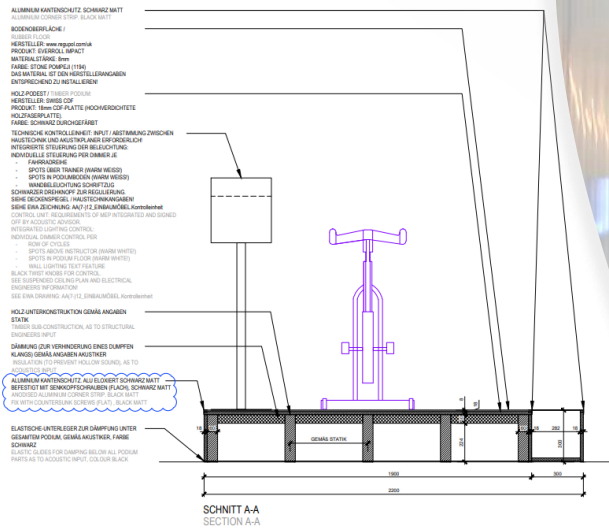 ALUMINIUM KANTENSCHUTZ. SCHWARZ MATT
ALUMINIUM CORNER STRIP. BLACK MATT
BODENOBERFLÄCHE /
RUBBER FLOOR
HERSTELLER: www.regupol.com/uk
PRODUKT: EVERROLL IMPACT
MATERIALSTÄRKE: 8mm
FARBE: STONE POMPEJI (1194)
DAS MATERIAL IST DEN HERSTELLERANGABEN
ENTSPRECHEND ZU INSTALLIEREN!
HOLZ-PODEST / TIMBER PODIUM
HERSTELLER: SWISS CDF
PRODUKT: 18mm CDF-PLATTE (HOCHVERDICHTETE
HOLZFASERPLATTE).
FARBE: SCHWARZ DURCHGEFÄRBT
TECHNISCHE KONTROLLEINHEIT: INPUT / ABSTIMMUNG ZWISCHEN
HAUSTECHNIK UND AKUSTIKPLANER ERFORDERLICH!
INTEGRIERTE STEUERUNG DER BELEUCHTUNG:
INDIVIDUELLE STEUERUNG PER DIMMER JE
- FAHRRADREIHE
- SPOTS ÜBER TRAINER (WARM WEISS!)
- SPOTS IN PODIUMBODEN (WARM WEISS!)
- WANDBELEUCHTUNG SCHRIFTZUG
SCHWARZER DREHKNOPF ZUR REGULIERUNG.
SIEHE DECKENSPIEGEL / HAUSTECHNIKANGABEN!
SIEHE EWA ZEICHNUNG: AA(7-)12_EINBAUMÖBEL.Kontrolleinheit
CONTROL UNIT: REQUIREMENTS OF MEP INTEGRATED AND SIGNED
OFF BY ACOUSTIC ADVISOR.
INTEGRATED LIGHTING CONTROL:
INDIVIDUAL DIMMER CONTROL PER
- ROW OF CYCLES
- SPOTS ABOVE INSTRUCTOR (WARM WHITE!)
- SPOTS IN PODIUM FLOOR (WARM WHITE!)
- WALL LIGHTING TEXT FEATURE
BLACK TWIST KNOBS FOR CONTROL.
SEE SUSPENDED CEILING PLAN AND ELECTRICAL
ENGINEERS INFORMATION!
SEE EWA DRAWING: AA(7-)12_EINBAUMÖBEL.Kontrolleinheit
HOLZ-UNTERKONSTRUKTION GEMÄß ANGABEN
STATIK
TIMBER SUB-CONSTRUCTION, AS TO STRUCTURAL
ENGINEERS INPUT
DÄMMUNG (ZUR VERHINDERUNG EINES DUMPFEN
KLANGS) GEMÄß ANGABEN AKUSTIKER
INSULATION (TO PREVENT HOLLOW SOUND), AS TO
ACOUSTICS INPUT
ALUMINIUM KANTENSCHUTZ. ALU ELOXIERT SCHWARZ MATT
BEFESTIGT MIT SENKKOPFSCHRAUBEN (FLACH), SCHWARZ MATT
ANODISED ALUMINIUM CORNER STRIP. BLACK MATT
FIX WITH COUNTERSUNK SCREWS (FLAT) . BLACK MATT
ELASTISCHE UNTERLEGER ZUR DÄMPFUNG UNTER
GESAMTEM PODIUM, GEMÄß AKUSTIKER, FARBE
SCHWARZ
ELASTIC GLIDES FOR DAMPING BELOW ALL PODIUM
PARTS AS TO ACOUSTIC INPUT, COLOUR BLACK
8
18
18
GEMÄß STATIK
224
18
282
18
1900
300
2200
SCHNITT A-A
SECTION A-A